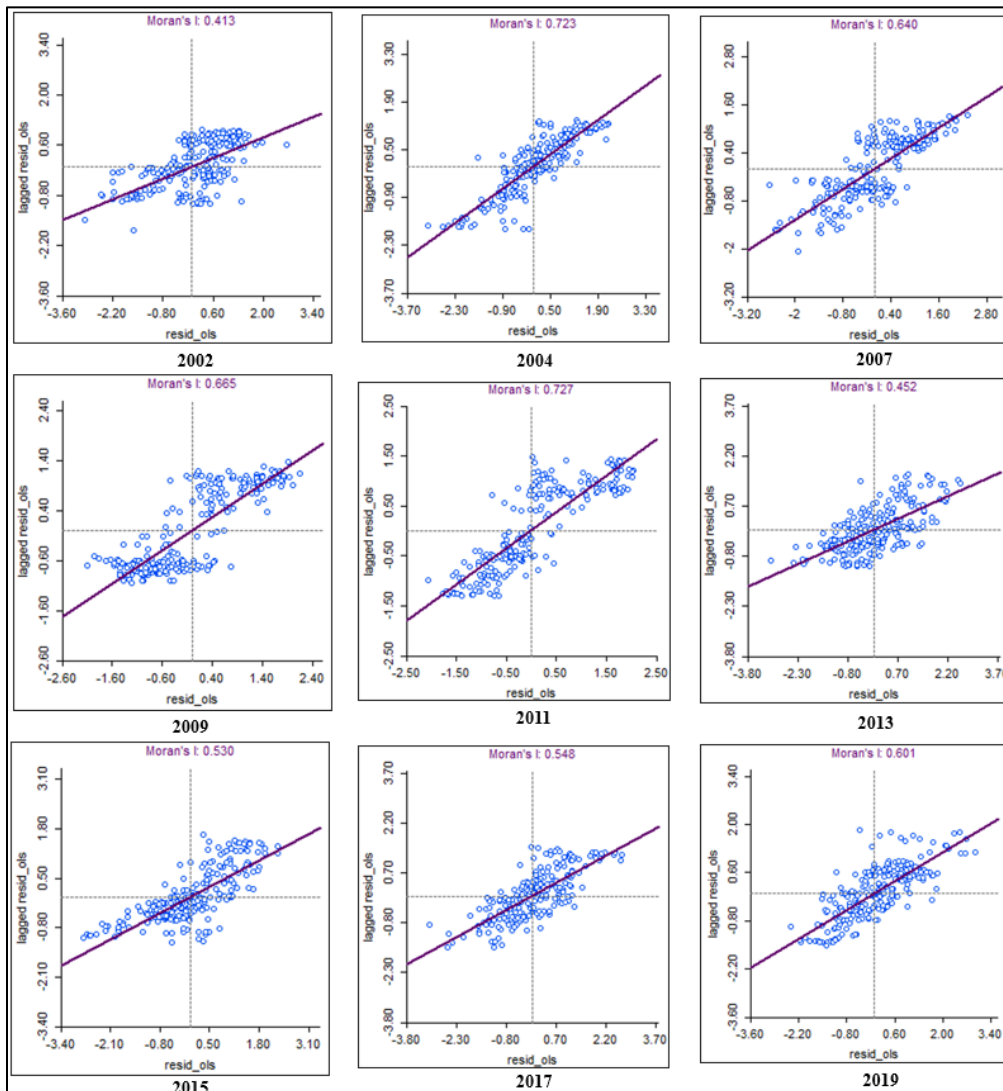 Moran's I: 0.413
lagged resid_ols
3.40
2.00
0.60
-0.80
-2.20
-3.60
-3.60 -2.20 -0.80 0.60 2.00 3.40
resid_ols
2002
Moran's I: 0.723
lagged resid_ols
3.30
1.90
0.50
-0.90
-2.30
-3.70
-3.70 -2.30 -0.90 0.50 1.90 3.30
resid_ols
2004
Moran's I: 0.640
lagged resid_ols
2.80
1.60
0.40
-0.80
-2
-3.20
-3.20 -2 -0.80 0.40 1.60 2.80
resid_ols
2007
Moran's I: 0.665
lagged resid_ols
2.40
1.40
0.40
-0.60
-1.60
-2.60
-2.60 -1.60 -0.60 0.40 1.40 2.40
resid_ols
2009
Moran's I: 0.727
lagged resid_ols
2.50
1.50
0.50
-0.50
-1.50
-2.50
-2.50 -1.50 -0.50 0.50 1.50 2.50
resid_ols
2011
Moran's I: 0.452
lagged resid_ols
3.70
2.20
0.70
-0.80
-2.30
-3.80
-3.80 -2.30 -0.80 0.70 2.20 3.70
resid_ols
2013
Moran's I: 0.530
lagged resid_ols
3.10
1.80
0.50
-0.80
-2.10
-3.40
-3.40 -2.10 -0.80 0.50 1.80 3.10
resid_ols
2015
Moran's I: 0.548
lagged resid_ols
3.70
2.20
0.70
-0.80
-2.30
-3.80
-3.80 -2.30 -0.80 0.70 2.20 3.70
resid_ols
2017
Moran's I: 0.601
lagged resid_ols
3.40
2.00
0.60
-0.80
-2.20
-3.60
-3.60 -2.20 -0.80 0.60 2.00 3.40
resid_ols
2019